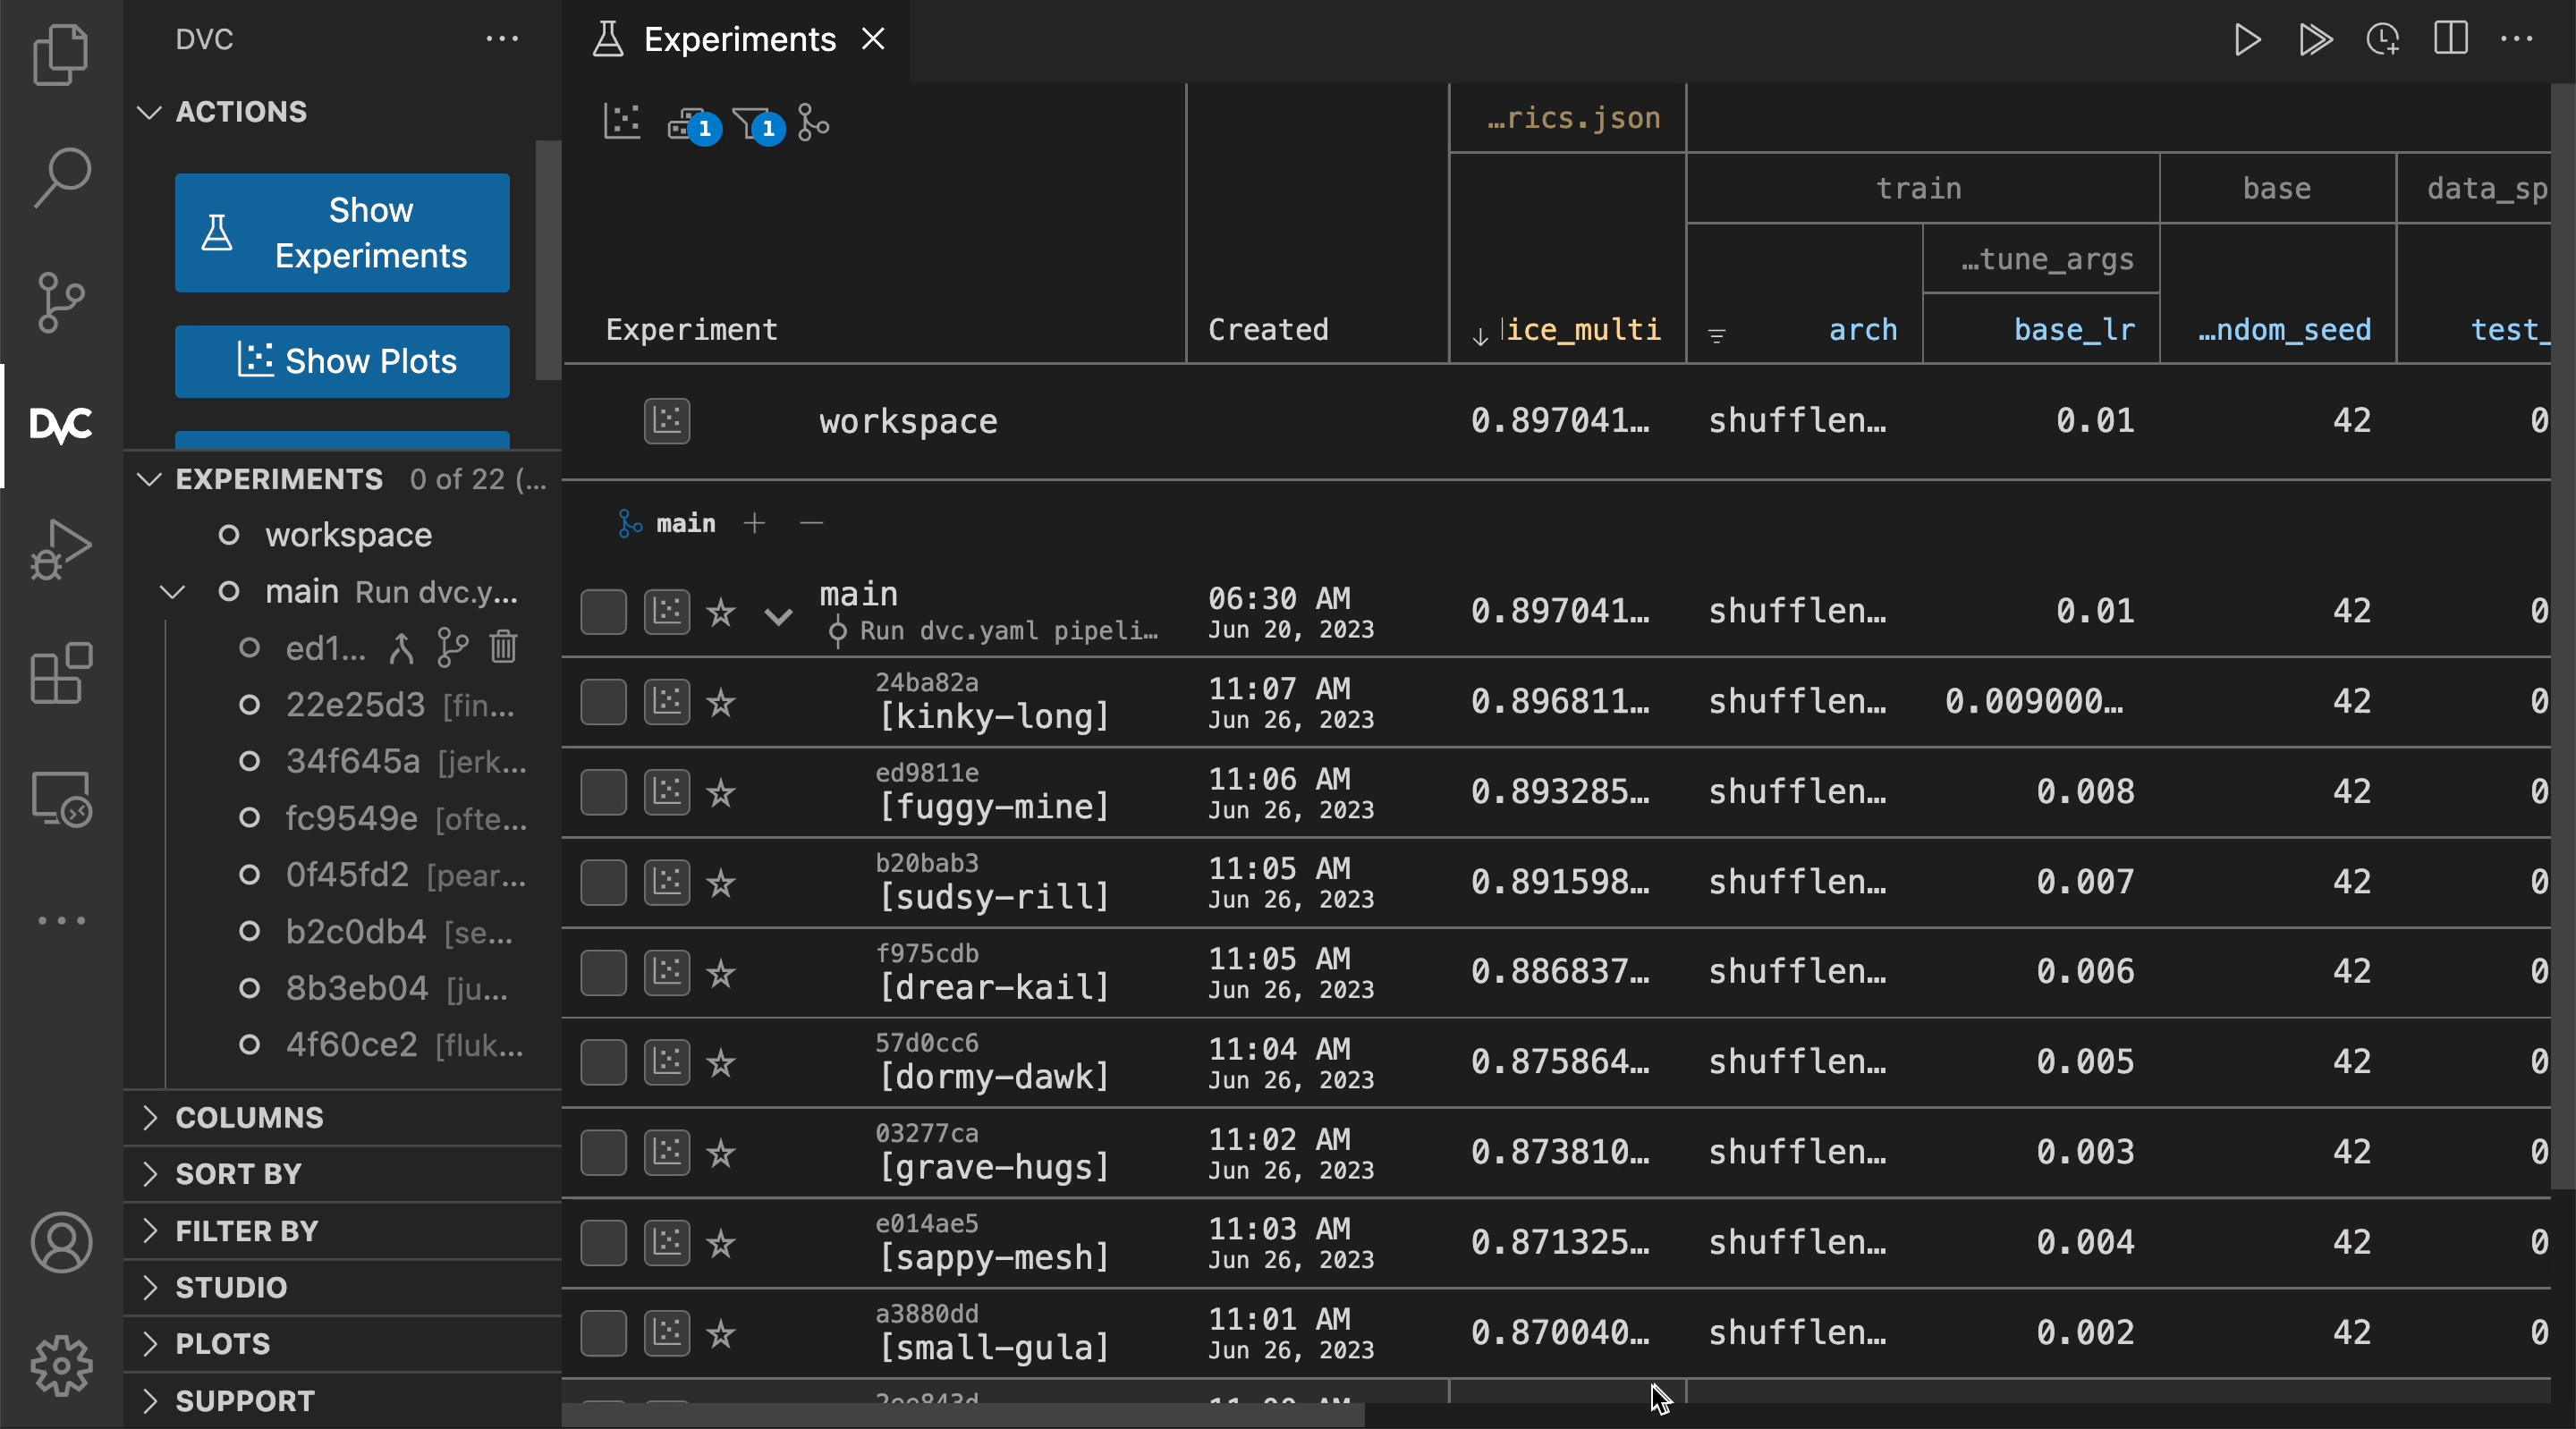 DVC
ACTIONS
Show
Experiments
Show Plots
EXPERIMENTS 0 of 22 (...
workspace
main Run dvc.y...
ed1...
22e25d3 [fin...
34f645a [jerk...
fc9549e [ofte...
0f45fd2 [pear...
b2c0db4 [se...
8b3eb04 [ju...
4f60ce2 [fluk...
COLUMNS
SORT BY
FILTER BY
STUDIO
PLOTS
SUPPORT
DVC
Experiments
1 1
…rics.json
train base data_sp
…tune_args
Experiment Created ice_multi arch base_lr …ndom_seed test_
workspace 0.897041… shufflen… 0.01 42 0
main
main 06:30 AM 0.897041… shufflen… 0.01 42 0
Run dvc.yaml pipeli… Jun 20, 2023
24ba82a
[kinky-long] 11:07 AM Jun 26, 2023 0.896811… shufflen… 0.009000… 42 0
ed9811e
[fuggy-mine] 11:06 AM Jun 26, 2023 0.893285… shufflen… 0.008 42 0
b20bab3
[sudsy-rill] 11:05 AM Jun 26, 2023 0.891598… shufflen… 0.007 42 0
f975cdb
[drear-kail] 11:05 AM Jun 26, 2023 0.886837… shufflen… 0.006 42 0
57d0cc6
[dormy-dawk] 11:04 AM Jun 26, 2023 0.875864… shufflen… 0.005 42 0
03277ca
[grave-hugs] 11:02 AM Jun 26, 2023 0.873810… shufflen… 0.003 42 0
e014ae5
[sappy-mesh] 11:03 AM Jun 26, 2023 0.871325… shufflen… 0.004 42 0
a3880dd
[small-gula] 11:01 AM Jun 26, 2023 0.870040… shufflen… 0.002 42 0